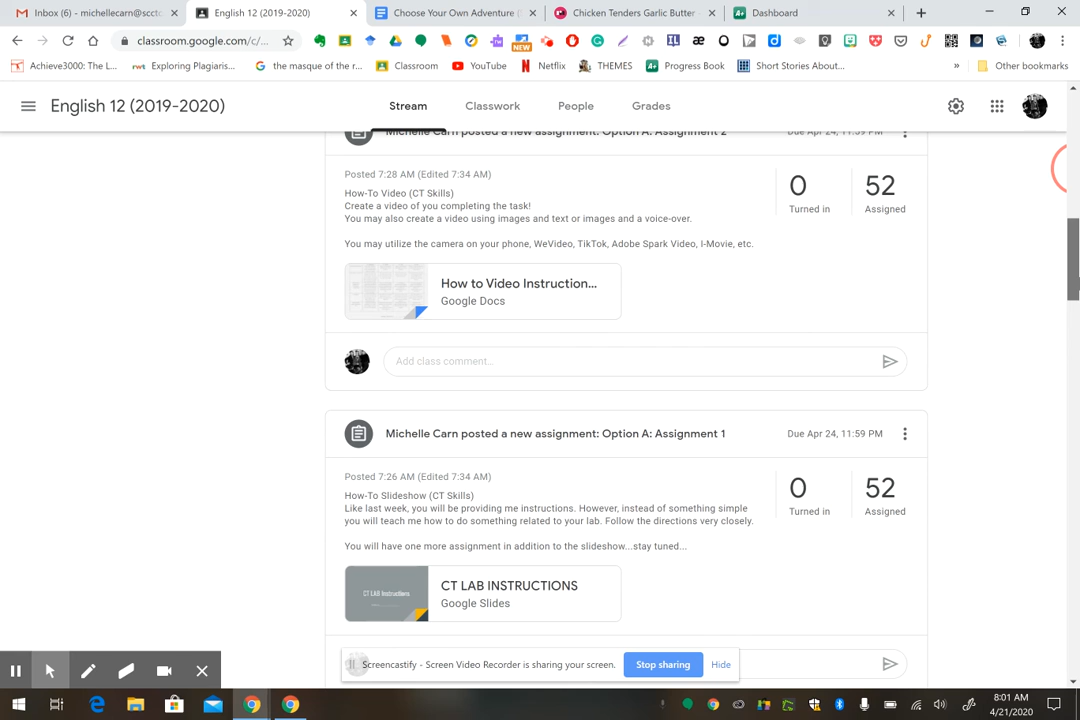 Inbox (6) - michellecarn@scctc
English 12 (2019-2020)
Choose Your Own Adventure (
Chicken Tenders Garlic Butter -
Dashboard
classroom.google.com/c/...
NEW
Achieve3000: The L...
rwt Exploring Plagiaris...
the masque of the r...
Classroom
YouTube
Netflix
THEMES
Progress Book
Short Stories About...
Other bookmarks
English 12 (2019-2020)
Stream
Classwork
People
Grades
Michelle Carn posted a new assignment: Option A: Assignment 2
Due Apr 24, 11:59 PM
Posted 7:28 AM (Edited 7:34 AM)
How-To Video (CT Skills)
Create a video of you completing the task!
You may also create a video using images and text or images and a voice-over.
You may utilize the camera on your phone, WeVideo, TikTok, Adobe Spark Video, I-Movie, etc.
0
Turned in
52
Assigned
How to Video Instruction...
Google Docs
Add class comment...
Michelle Carn posted a new assignment: Option A: Assignment 1
Due Apr 24, 11:59 PM
Posted 7:26 AM (Edited 7:34 AM)
How-To Slideshow (CT Skills)
Like last week, you will be providing me instructions. However, instead of something simple
you will teach me how to do something related to your lab. Follow the directions very closely.
You will have one more assignment in addition to the slideshow...stay tuned...
0
Turned in
52
Assigned
CT LAB Instructions
CT LAB INSTRUCTIONS
Google Slides
Screencastify - Screen Video Recorder is sharing your screen.
Stop sharing
Hide
8:01 AM
4/21/2020